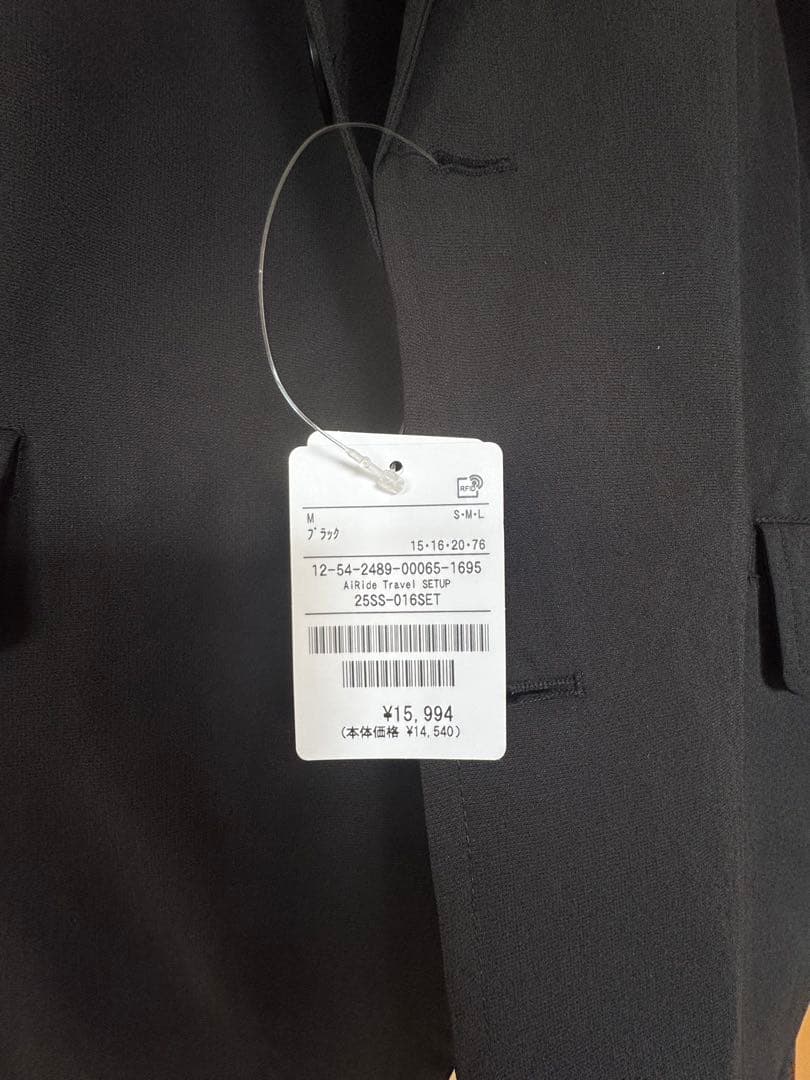 RFID
M
S・M・L
ブラック
15・16・20・76
12-54-2489-00065-1695
AiRide Travel SETUP
25SS-016SET
¥15,994
(本体価格 ¥14,540)